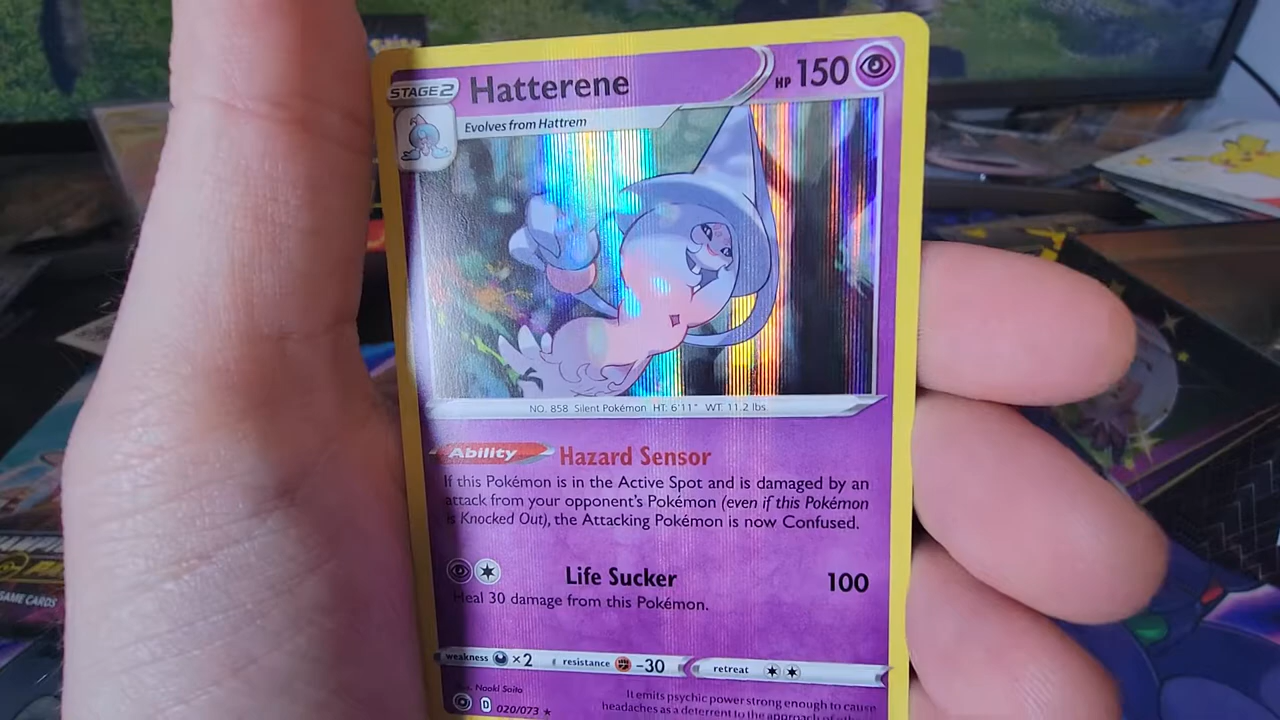 STAGE 2
Hatterene
HP 150
Evolves from Hattrem
NO. 858 Silent Pokémon HT: 6'11" WT: 11.2 lbs.
Ability Hazard Sensor
If this Pokémon is in the Active Spot and is damaged by an
attack from your opponent's Pokémon (even if this Pokémon
is Knocked Out), the Attacking Pokémon is now Confused.
Life Sucker 100
Heal 30 damage from this Pokémon.
weakness ×2 resistance -30 retreat
Naoki Saito
D 020/073 ★
It emits psychic power strong enough to cause
headaches as a deterrent to the approach of
GAME CARDS